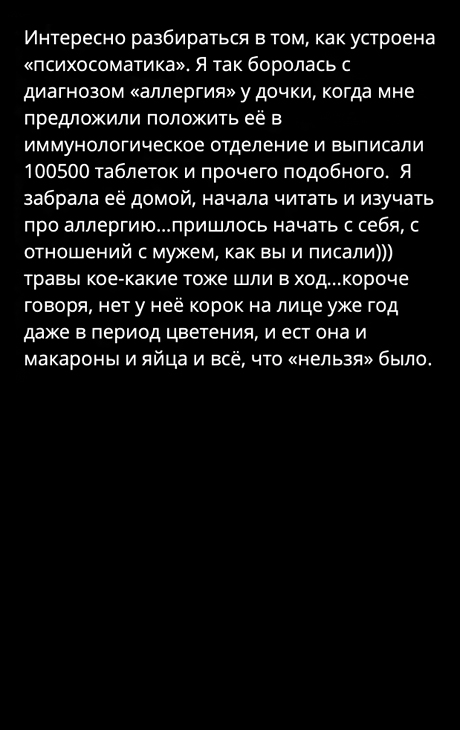 Интересно разбираться в том, как устроена
«психосоматика». Я так боролась с
диагнозом «аллергия» у дочки, когда мне
предложили положить её в
иммунологическое отделение и выписали
100500 таблеток и прочего подобного.  Я
забрала её домой, начала читать и изучать
про аллергию...пришлось начать с себя, с
отношений с мужем, как вы и писали)))
травы кое-какие тоже шли в ход...короче
говоря, нет у неё корок на лице уже год
даже в период цветения, и ест она и
макароны и яйца и всё, что «нельзя» было.